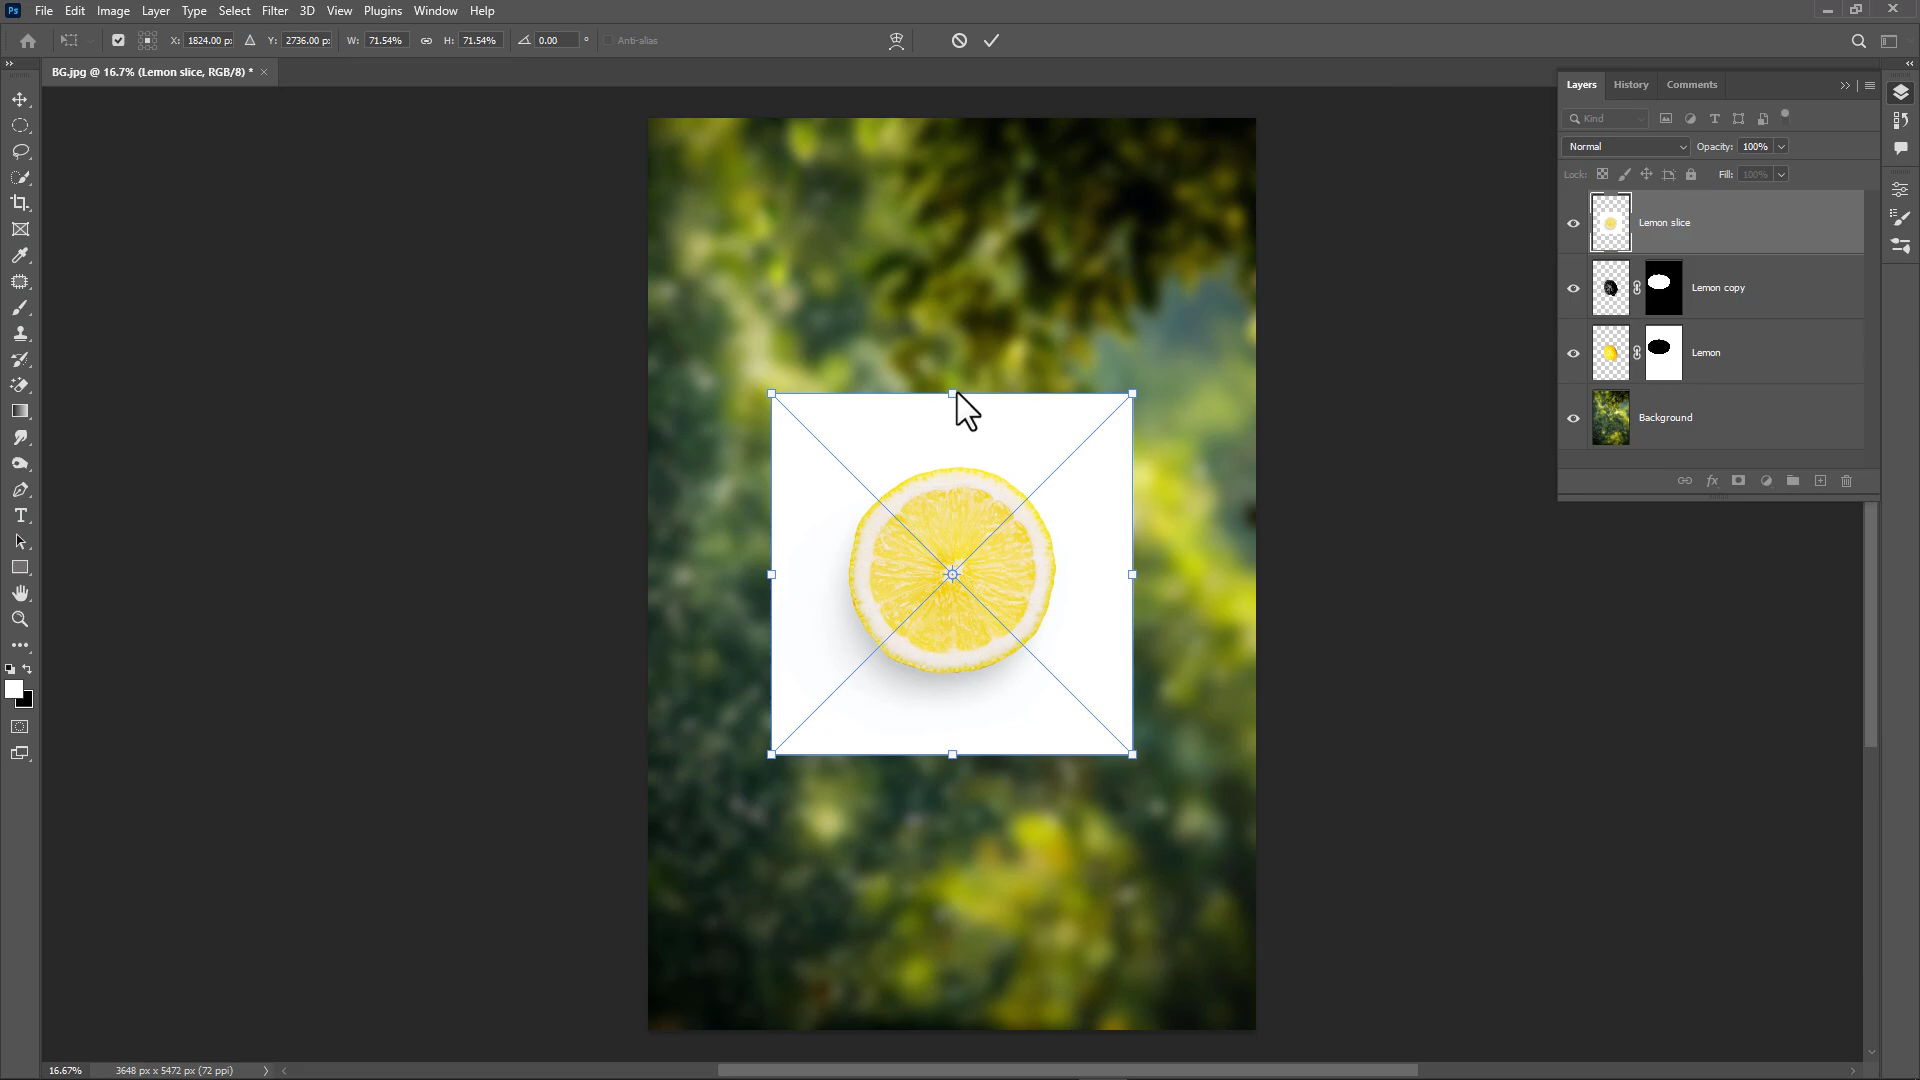 Ps File Edit Image Layer Type Select Filter 3D View Plugins Window Help
X: 1824.00 p: Y: 2736.00 p: W: 71.54% H: 71.54% 0.00 ° Anti-alias
BG.jpg @ 16.7% (Lemon slice, RGB/8) * ×
Layers History Comments
Kind
Normal Opacity: 100%
Lock: Fill: 100%
Lemon slice
Lemon copy
Lemon
Background
fx
16.67% 3648 px x 5472 px (72 ppi)